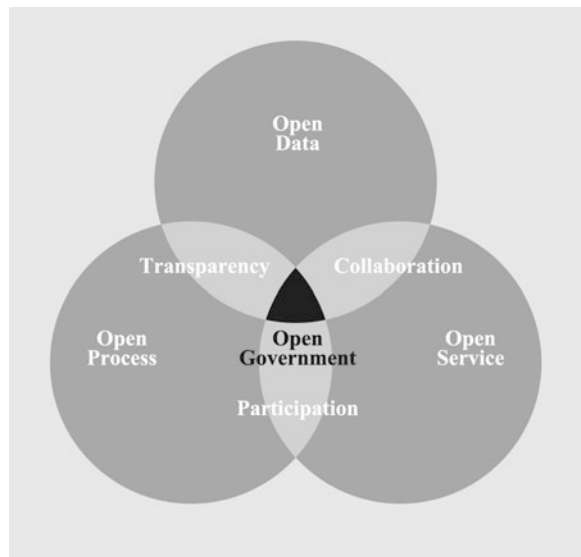 Open
Data
Transparency
Collaboration
Open
Process
Open
Government
Open
Service
Participation